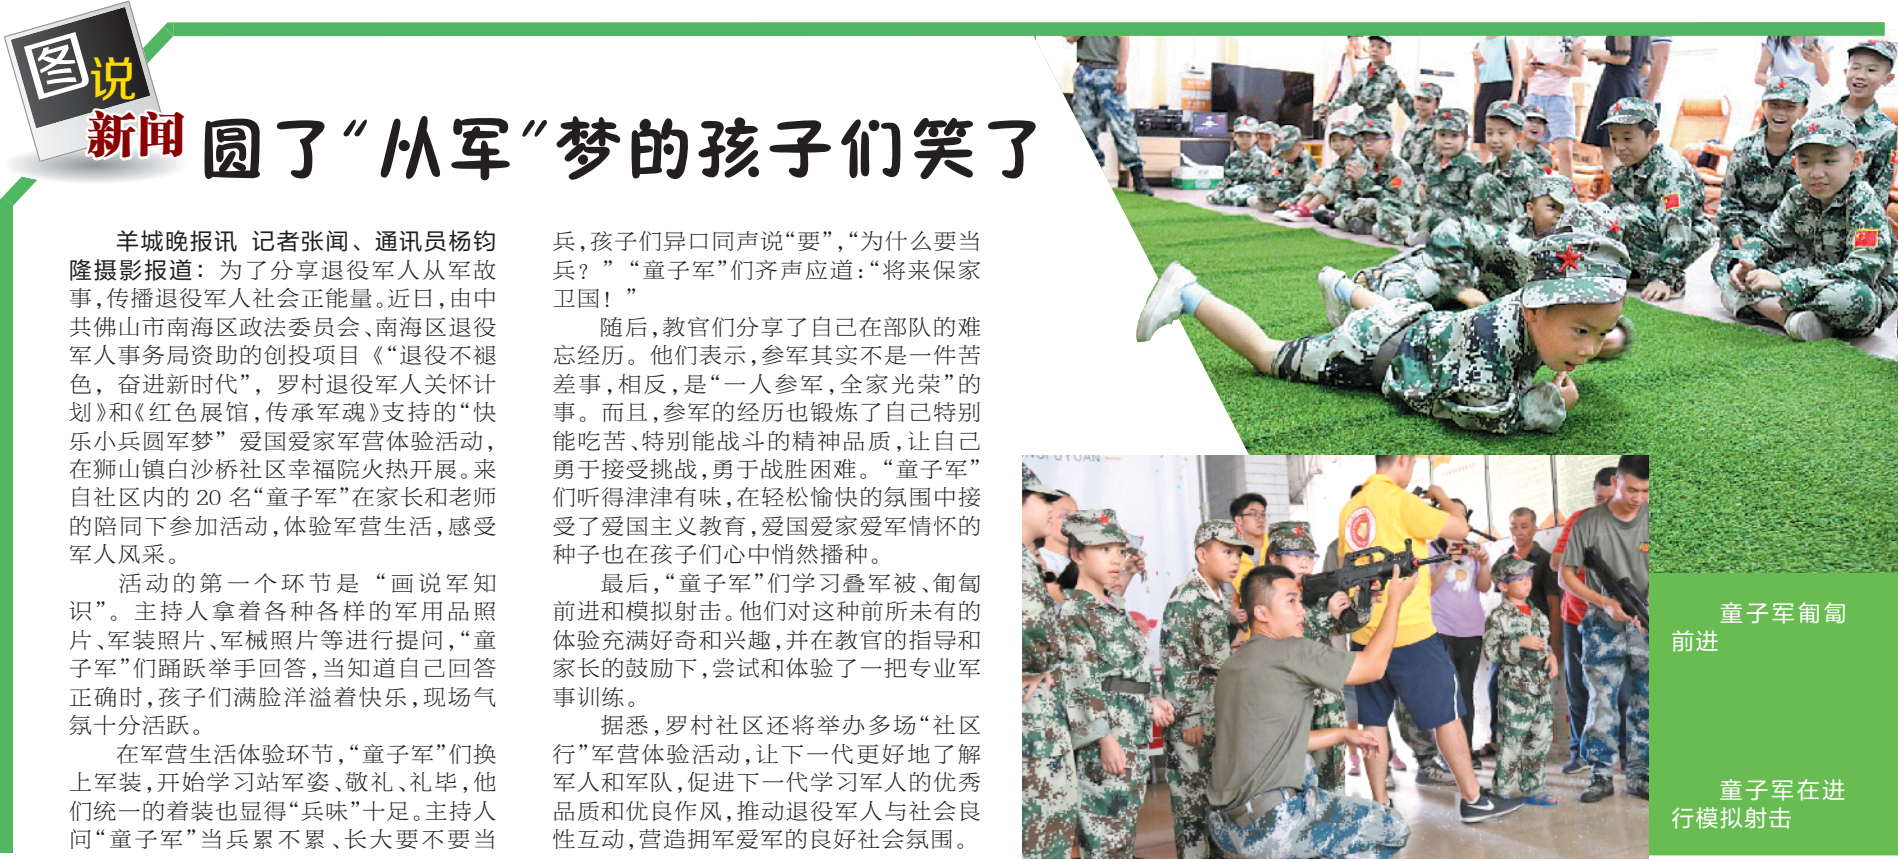 图说
新闻
圆了“从军”梦的孩子们笑了
羊城晚报讯 记者张闻、通讯员杨钧
隆摄影报道：为了分享退役军人从军故
事，传播退役军人社会正能量。近日，由中
共佛山市南海区政法委员会、南海区退役
军人事务局资助的创投项目《“退役不褪
色，奋进新时代”，罗村退役军人关怀计
划》和《红色展馆，传承军魂》支持的“快
乐小兵圆军梦”爱国爱家军营体验活动，
在狮山镇白沙桥社区幸福院火热开展。来
自社区内的 20 名“童子军”在家长和老师
的陪同下参加活动，体验军营生活，感受
军人风采。
活动的第一个环节是“画说军知
识”。主持人拿着各种各样的军用品照
片、军装照片、军械照片等进行提问，“童
子军”们踊跃举手回答，当知道自己回答
正确时，孩子们满脸洋溢着快乐，现场气
氛十分活跃。
在军营生活体验环节，“童子军”们换
上军装，开始学习站军姿、敬礼、礼毕，他
们统一的着装也显得“兵味”十足。主持人
问“童子军”当兵累不累、长大要不要当
兵，孩子们异口同声说“要”，“为什么要当
兵？”“童子军”们齐声应道：“将来保家
卫国！”
随后，教官们分享了自己在部队的难
忘经历。他们表示，参军其实不是一件苦
差事，相反，是“一人参军，全家光荣”的
事。而且，参军的经历也锻炼了自己特别
能吃苦、特别能战斗的精神品质，让自己
勇于接受挑战，勇于战胜困难。“童子军”
们听得津津有味，在轻松愉快的氛围中接
受了爱国主义教育，爱国爱家爱军情怀的
种子也在孩子们心中悄然播种。
最后，“童子军”们学习叠军被、匍匐
前进和模拟射击。他们对这种前所未有的
体验充满好奇和兴趣，并在教官的指导和
家长的鼓励下，尝试和体验了一把专业军
事训练。
据悉，罗村社区还将举办多场“社区
行”军营体验活动，让下一代更好地了解
军人和军队，促进下一代学习军人的优秀
品质和优良作风，推动退役军人与社会良
性互动，营造拥军爱军的良好社会氛围。
童子军匍匐
前进
童子军在进
行模拟射击